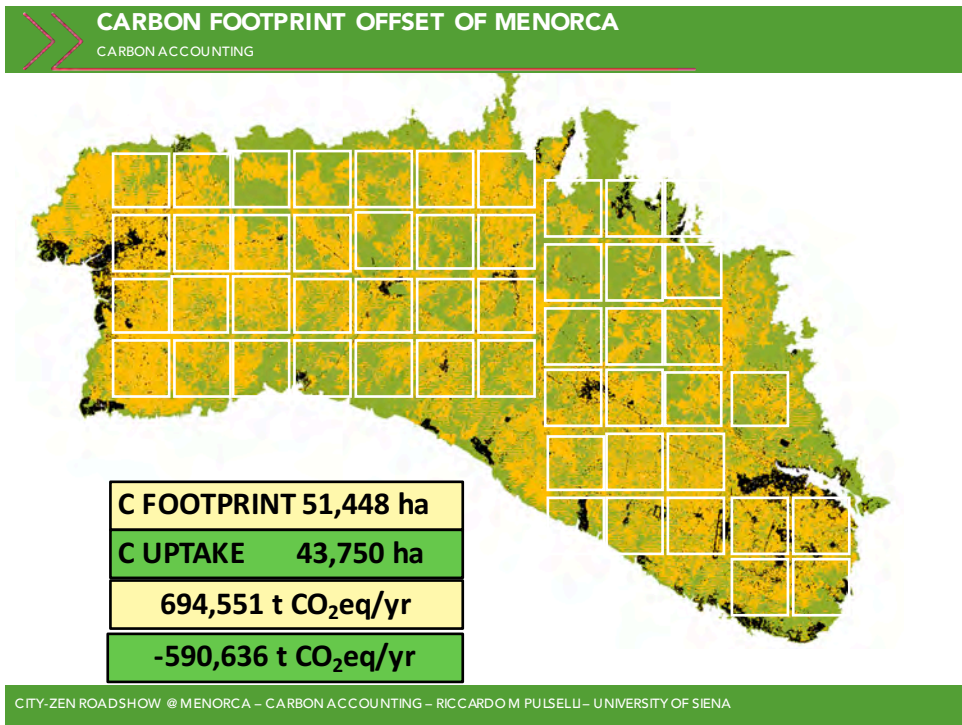 CARBON FOOTPRINT OFFSET OF MENORCA
CARBON ACCOUNTING
C FOOTPRINT 51,448 ha
C UPTAKE 43,750 ha
694,551 t CO₂eq/yr
-590,636 t CO₂eq/yr
CITY-ZEN ROADSHOW @ MENORCA – CARBON ACCOUNTING – RICCARDO M PULSELLI – UNIVERSITY OF SIENA